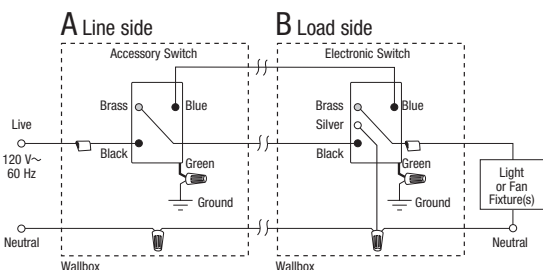 A Line side
B Load side
Accessory Switch
Electronic Switch
Brass
Blue
Brass
Blue
Silver
Live
120 V~
60 Hz
Black
Black
Green
Green
Light
or Fan
Fixture(s)
Ground
Ground
Neutral
Neutral
Wallbox
Wallbox